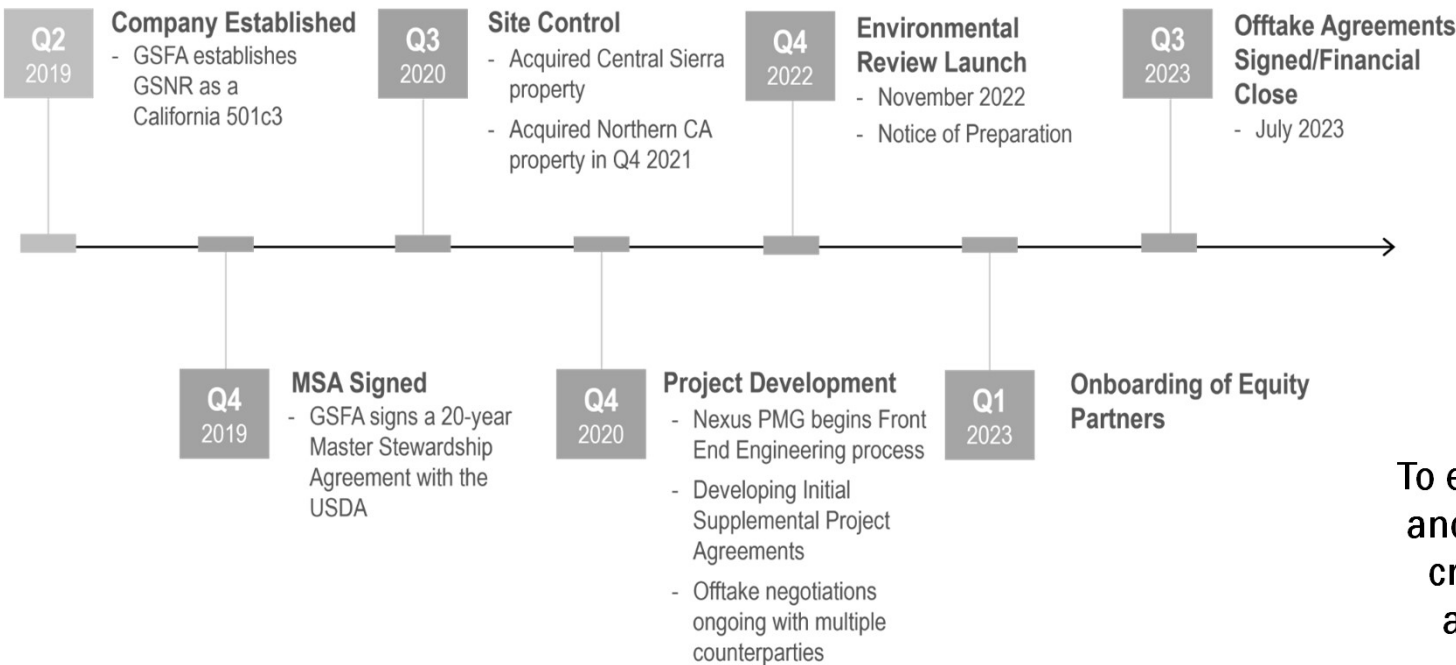 Q2
2019
Company Established
- GSFA establishes
GSNR as a
California 501c3
Q3
2020
Site Control
- Acquired Central Sierra
property
- Acquired Northern CA
property in Q4 2021
Q4
2022
Environmental
Review Launch
- November 2022
- Notice of Preparation
Q3
2023
Offtake Agreements
Signed/Financial
Close
- July 2023
Q4
2019
MSA Signed
- GSFA signs a 20-year
Master Stewardship
Agreement with the
USDA
Q4
2020
Project Development
- Nexus PMG begins Front
End Engineering process
- Developing Initial
Supplemental Project
Agreements
- Offtake negotiations
ongoing with multiple
counterparties
Q1
2023
Onboarding of Equity
Partners
To